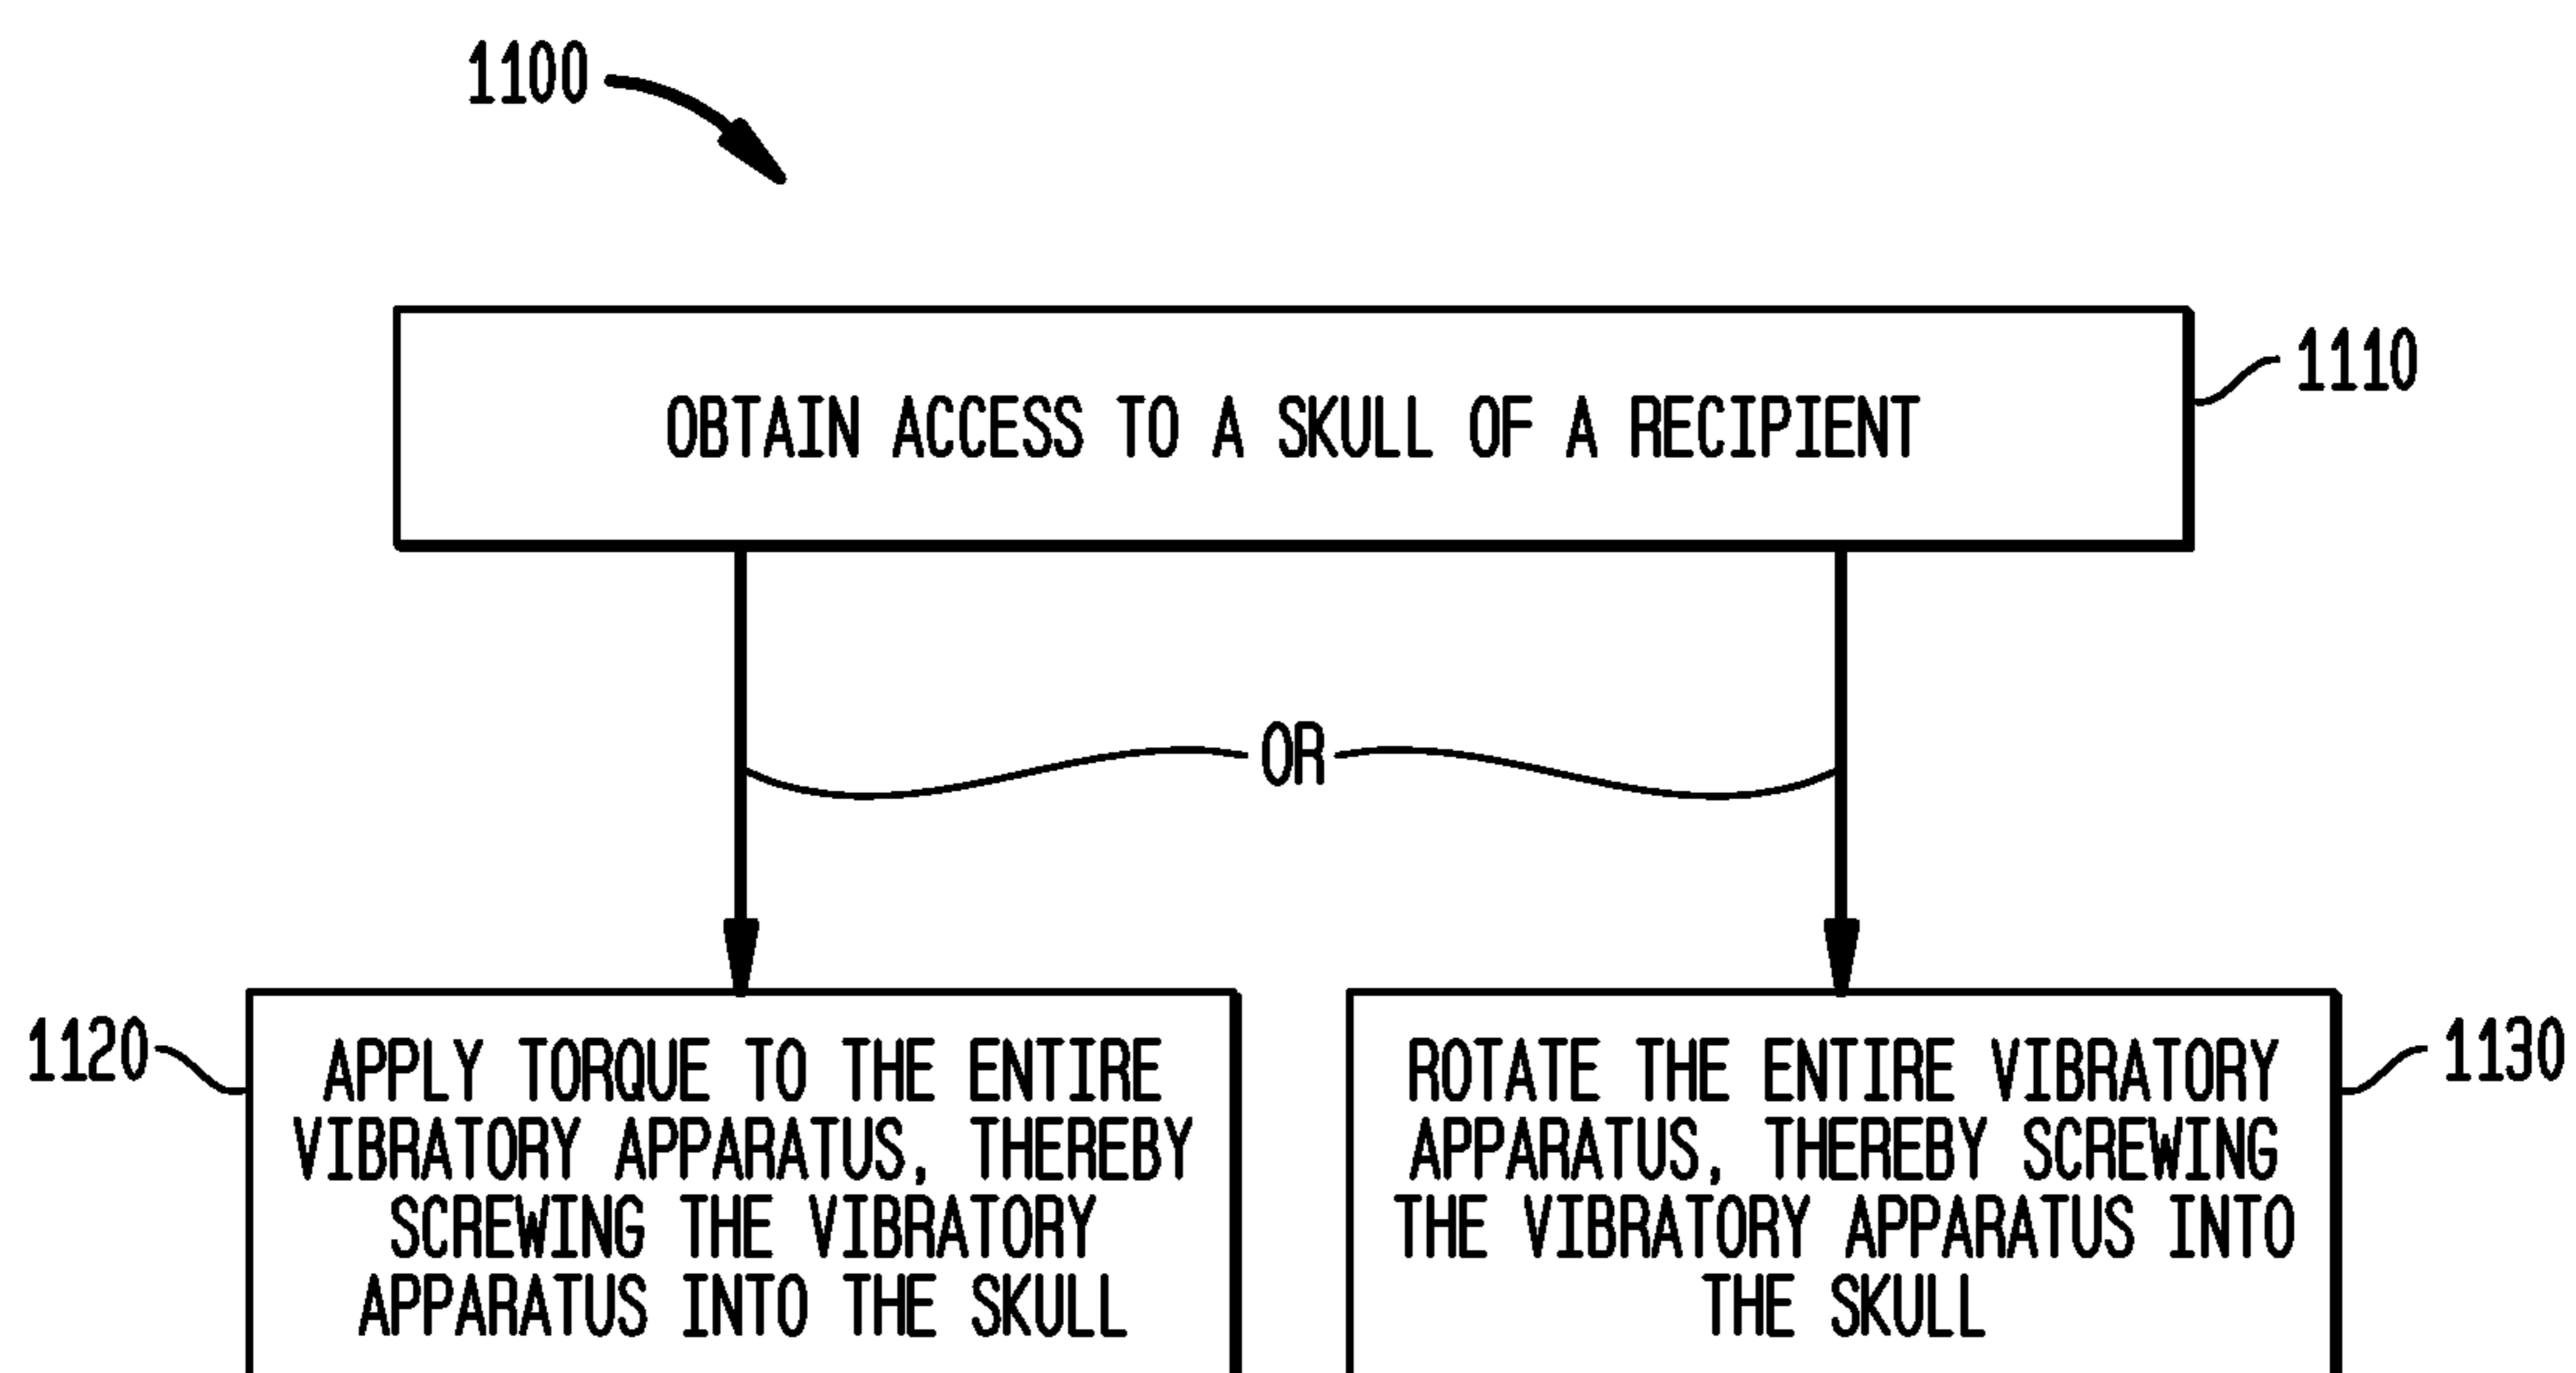 1100
OBTAIN ACCESS TO A SKULL OF A RECIPIENT
1110
OR
1120
APPLY TORQUE TO THE ENTIRE
VIBRATORY APPARATUS, THEREBY
SCREWING THE VIBRATORY
APPARATUS INTO THE SKULL
ROTATE THE ENTIRE VIBRATORY
APPARATUS, THEREBY SCREWING
THE VIBRATORY APPARATUS INTO
THE SKULL
1130